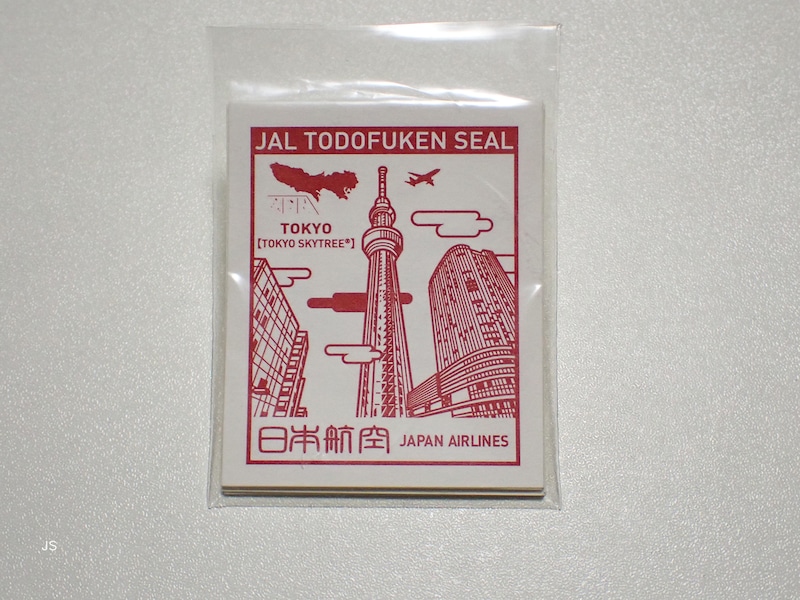 JAL TODOFUKEN SEAL
TOKYO
【TOKYO SKYTREE®】
日本航空 JAPAN AIRLINES
JS